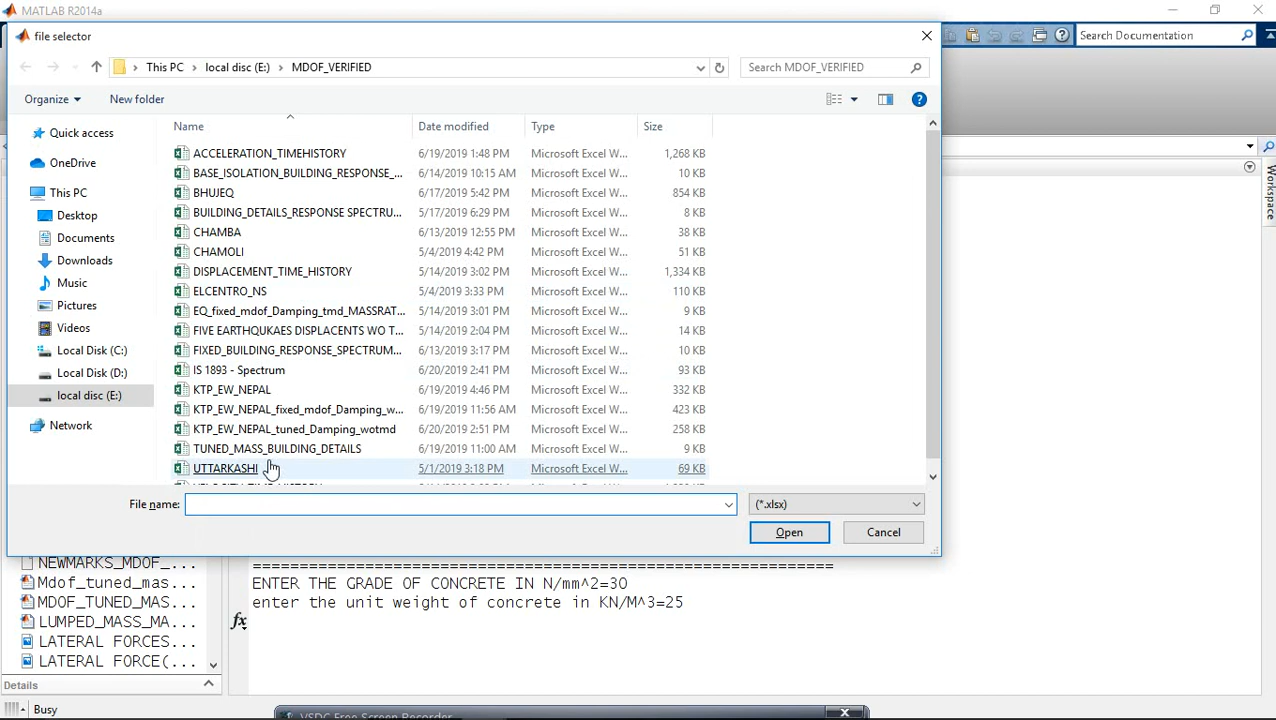 MATLAB R2014a
file selector
Search Documentation
This PC
local disc (E:)
MDOF_VERIFIED
Search MDOF_VERIFIED
Organize
New folder
Name
Date modified
Type
Size
Quick access
OneDrive
This PC
Desktop
Documents
Downloads
Music
Pictures
Videos
Local Disk (C:)
Local Disk (D:)
local disc (E:)
Network
ACCELERATION_TIMEHISTORY 6/19/2019 1:48 PM Microsoft Excel W... 1,268 KB
BASE_ISOLATION_BUILDING_RESPONSE_... 6/14/2019 10:15 AM Microsoft Excel W... 10 KB
BHUJEQ 6/17/2019 5:42 PM Microsoft Excel W... 854 KB
BUILDING_DETAILS_RESPONSE SPECTRU... 5/17/2019 6:29 PM Microsoft Excel W... 8 KB
CHAMBA 6/13/2019 12:55 PM Microsoft Excel W... 38 KB
CHAMOLI 5/4/2019 4:42 PM Microsoft Excel W... 51 KB
DISPLACEMENT_TIME_HISTORY 5/14/2019 3:02 PM Microsoft Excel W... 1,334 KB
ELCENTRO_NS 5/4/2019 3:33 PM Microsoft Excel W... 110 KB
EQ_fixed_mdof_Damping_tmd_MASSRAT... 5/14/2019 3:01 PM Microsoft Excel W... 9 KB
FIVE EARTHQUKAES DISPLACENTS WO T... 5/14/2019 2:04 PM Microsoft Excel W... 14 KB
FIXED_BUILDING_RESPONSE_SPECTRUM... 6/13/2019 3:17 PM Microsoft Excel W... 10 KB
IS 1893 - Spectrum 6/20/2019 2:41 PM Microsoft Excel W... 93 KB
KTP_EW_NEPAL 6/19/2019 4:46 PM Microsoft Excel W... 332 KB
KTP_EW_NEPAL_fixed_mdof_Damping_w... 6/19/2019 11:56 AM Microsoft Excel W... 423 KB
KTP_EW_NEPAL_tuned_Damping_wotmd 6/20/2019 2:51 PM Microsoft Excel W... 258 KB
TUNED_MASS_BUILDING_DETAILS 6/19/2019 11:00 AM Microsoft Excel W... 9 KB
UTTARKASHI 5/1/2019 3:18 PM Microsoft Excel W... 69 KB
File name:
(*.xlsx)
Open
Cancel
Workspace
NEWMARKS_MDOF_...
Mdof_tuned_mas...
MDOF_TUNED_MAS...
LUMPED_MASS_MA...
LATERAL FORCES...
LATERAL FORCE(...
Details
Busy
==============================================================
ENTER THE GRADE OF CONCRETE IN N/mm^2=30
enter the unit weight of concrete in KN/M^3=25
fx
VSDC Free Screen Recorder